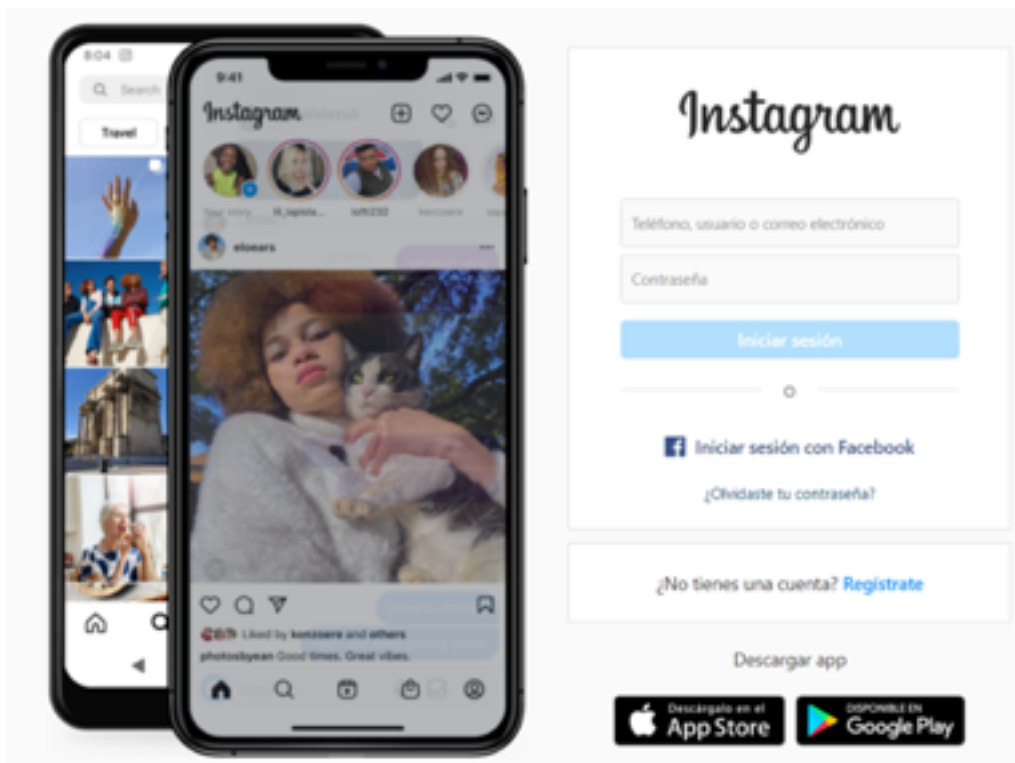 8:04
Search
Travel
9:41
Instagram
Your story
lofti232
kenzoere
eloears
Liked by kenzoere and others
photosbyean Good times. Great vibes.
Instagram
Teléfono, usuario o correo electrónico
Contraseña
Iniciar sesión
O
Iniciar sesión con Facebook
¿Olvidaste tu contraseña?
¿No tienes una cuenta? Regístrate
Descargar app
Descárgalo en el
App Store
DISPONIBLE EN
Google Play